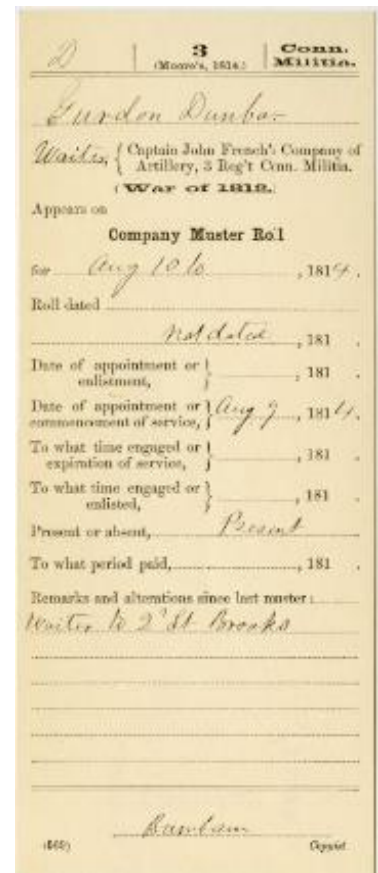 D | 3 | Conn.
(Moore's, 1814.) | Militia.
Gurdon Dunbar
Waiter, { Captain John French's Company of
Artillery, 3 Reg't Conn. Militia.
(War of 1812.)
Appears on
Company Muster Roll
for Aug 10 to , 1814.
Roll dated
Not dated, 181 .
Date of appointment or
enlistment, } , 181 .
Date of appointment or
commencement of service, } Aug 9, 1814.
To what time engaged or
expiration of service, } , 181 .
To what time engaged or
enlisted, } , 181 .
Present or absent, Present
To what period paid, , 181 .
Remarks and alterations since last muster:
Waiter to 2d Lt Brooks
Copyist.